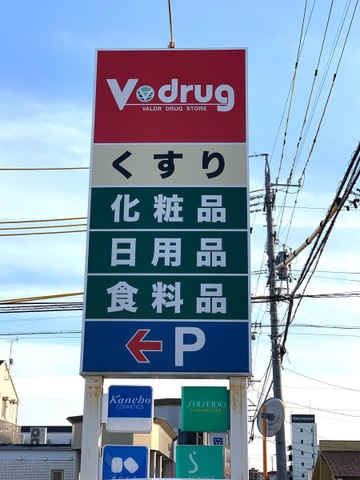 V drug
VALOR DRUG STORE
くすり
化粧品
日用品
食料品
P
Kanebo
COSMETICS
SHISEIDO
CHAINSTORE